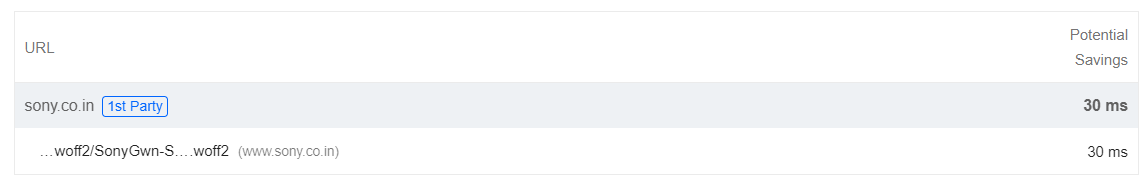 URL
Potential
Savings
sony.co.in 1st Party 30 ms
…woff2/SonyGwn-S….woff2 (www.sony.co.in) 30 ms